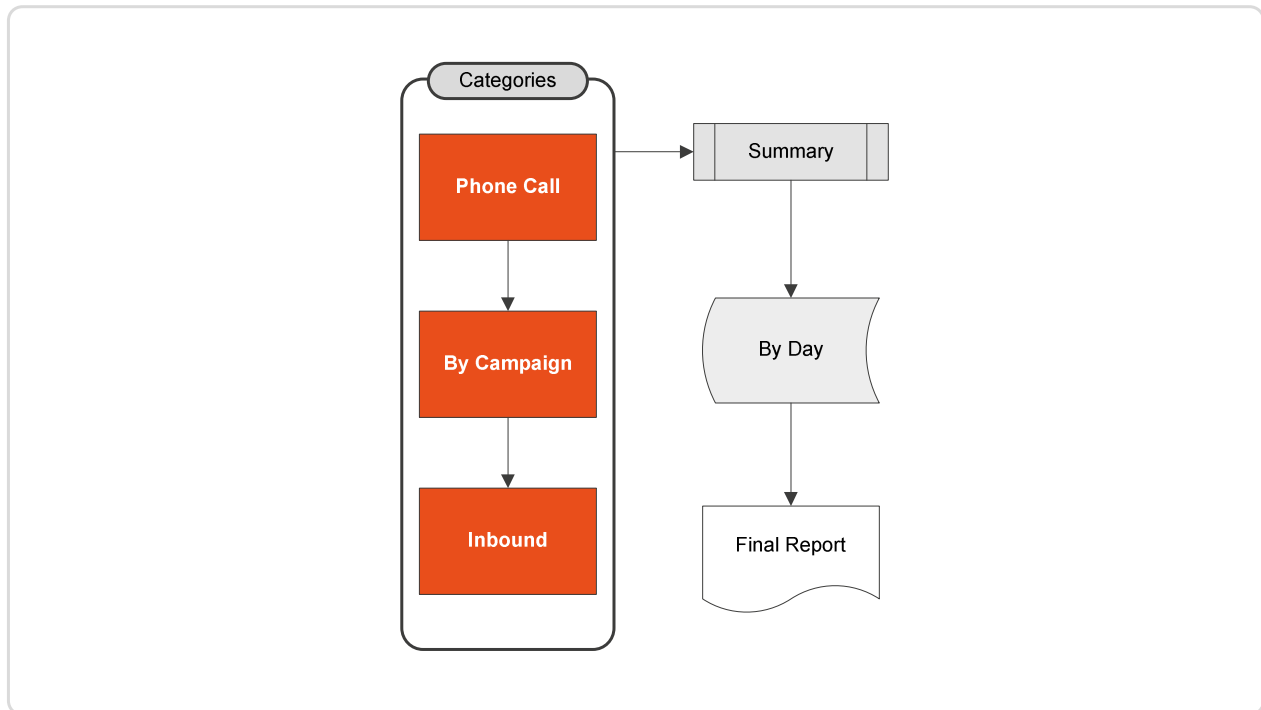 Categories
Phone Call
By Campaign
Inbound
Summary
By Day
Final Report